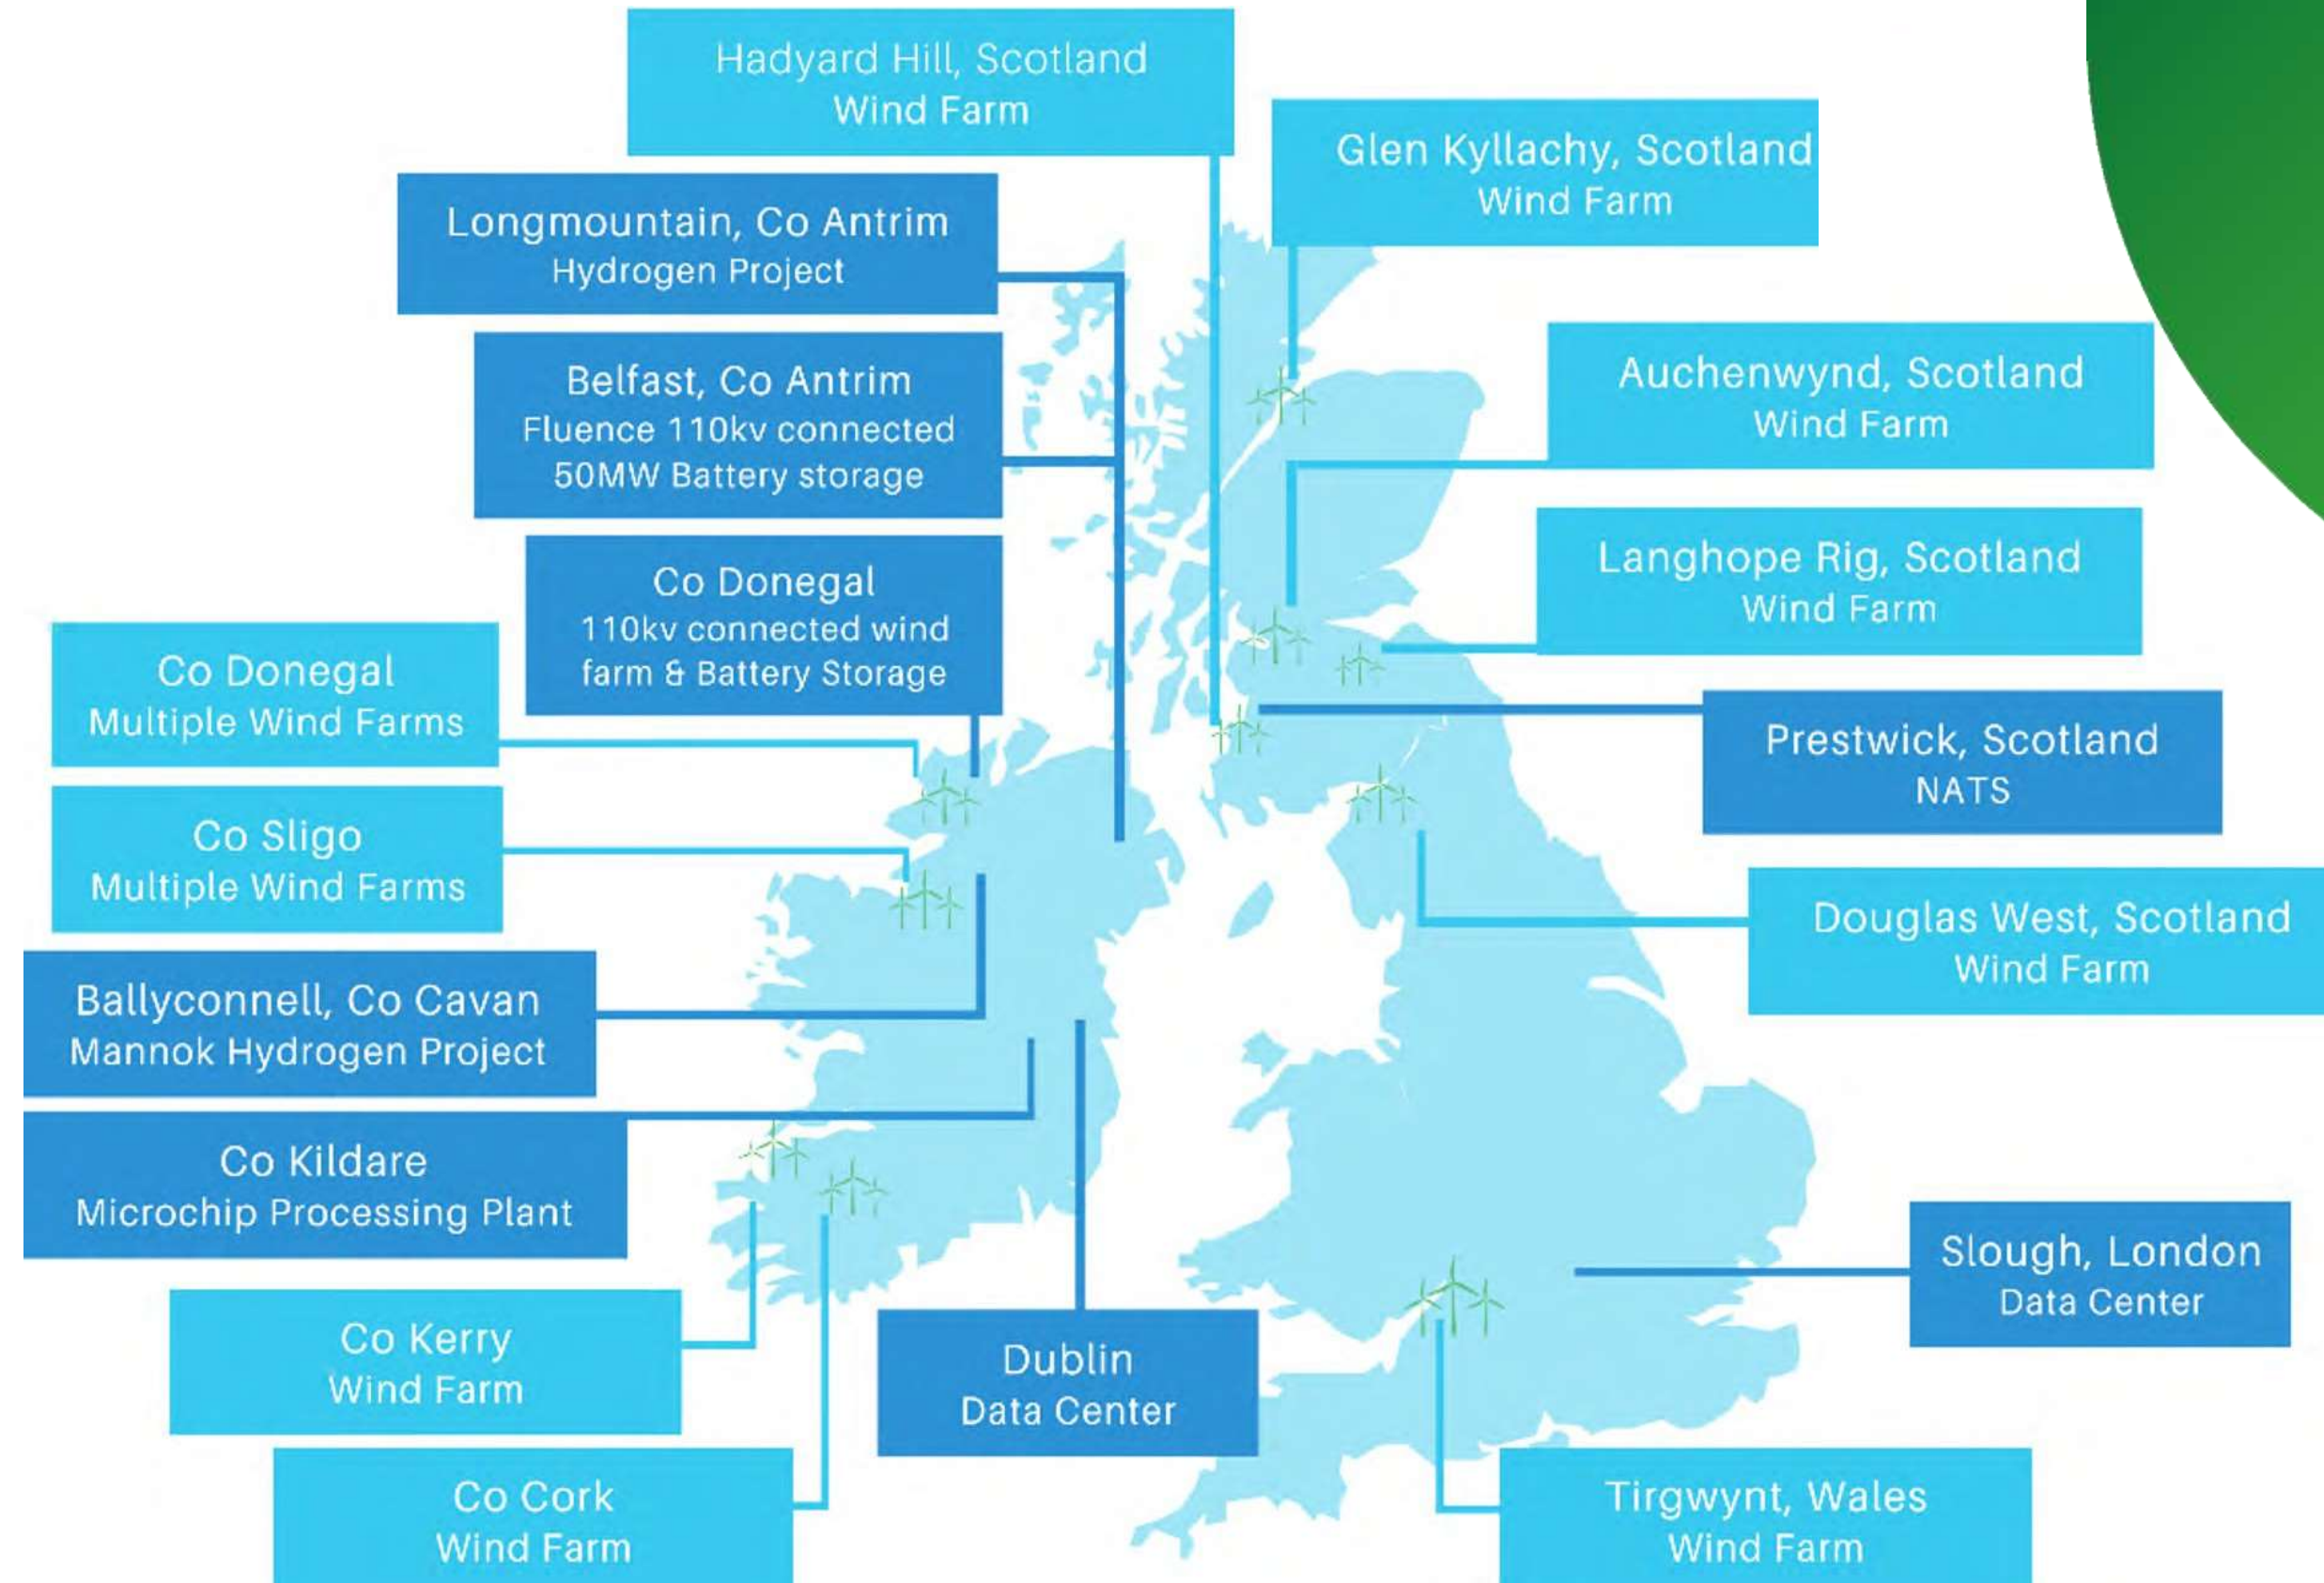 Hadyard Hill, Scotland
Wind Farm
Glen Kyllachy, Scotland
Wind Farm
Longmountain, Co Antrim
Hydrogen Project
Belfast, Co Antrim
Fluence 110kv connected
50MW Battery storage
Auchenwynd, Scotland
Wind Farm
Co Donegal
110kv connected wind
farm & Battery Storage
Langhope Rig, Scotland
Wind Farm
Co Donegal
Multiple Wind Farms
Prestwick, Scotland
NATS
Co Sligo
Multiple Wind Farms
Douglas West, Scotland
Wind Farm
Ballyconnell, Co Cavan
Mannok Hydrogen Project
Co Kildare
Microchip Processing Plant
Slough, London
Data Center
Co Kerry
Wind Farm
Dublin
Data Center
Co Cork
Wind Farm
Tirgwynt, Wales
Wind Farm